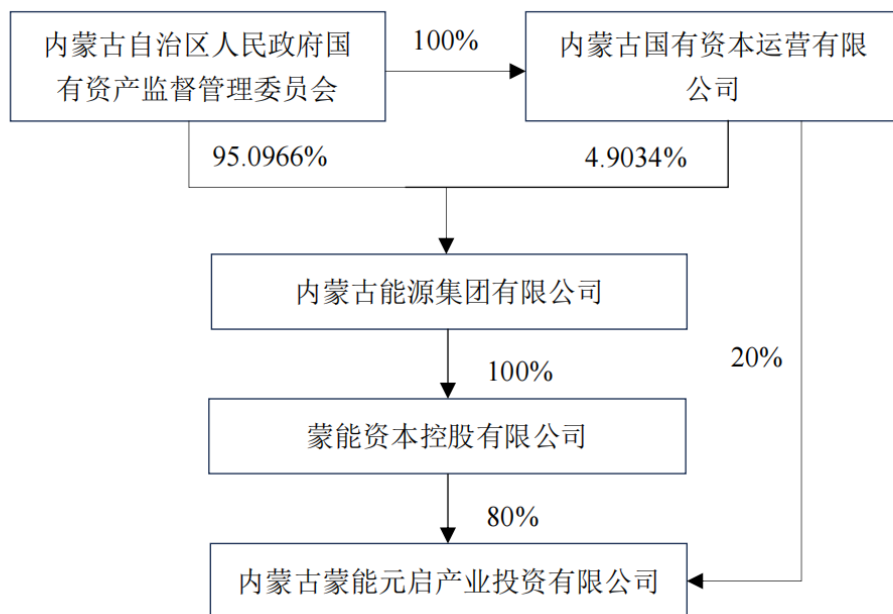 内蒙古自治区人民政府国
有资产监督管理委员会
100%
内蒙古国有资本运营有限
公司
95.0966%
4.9034%
内蒙古能源集团有限公司
100%
20%
蒙能资本控股有限公司
80%
内蒙古蒙能元启产业投资有限公司